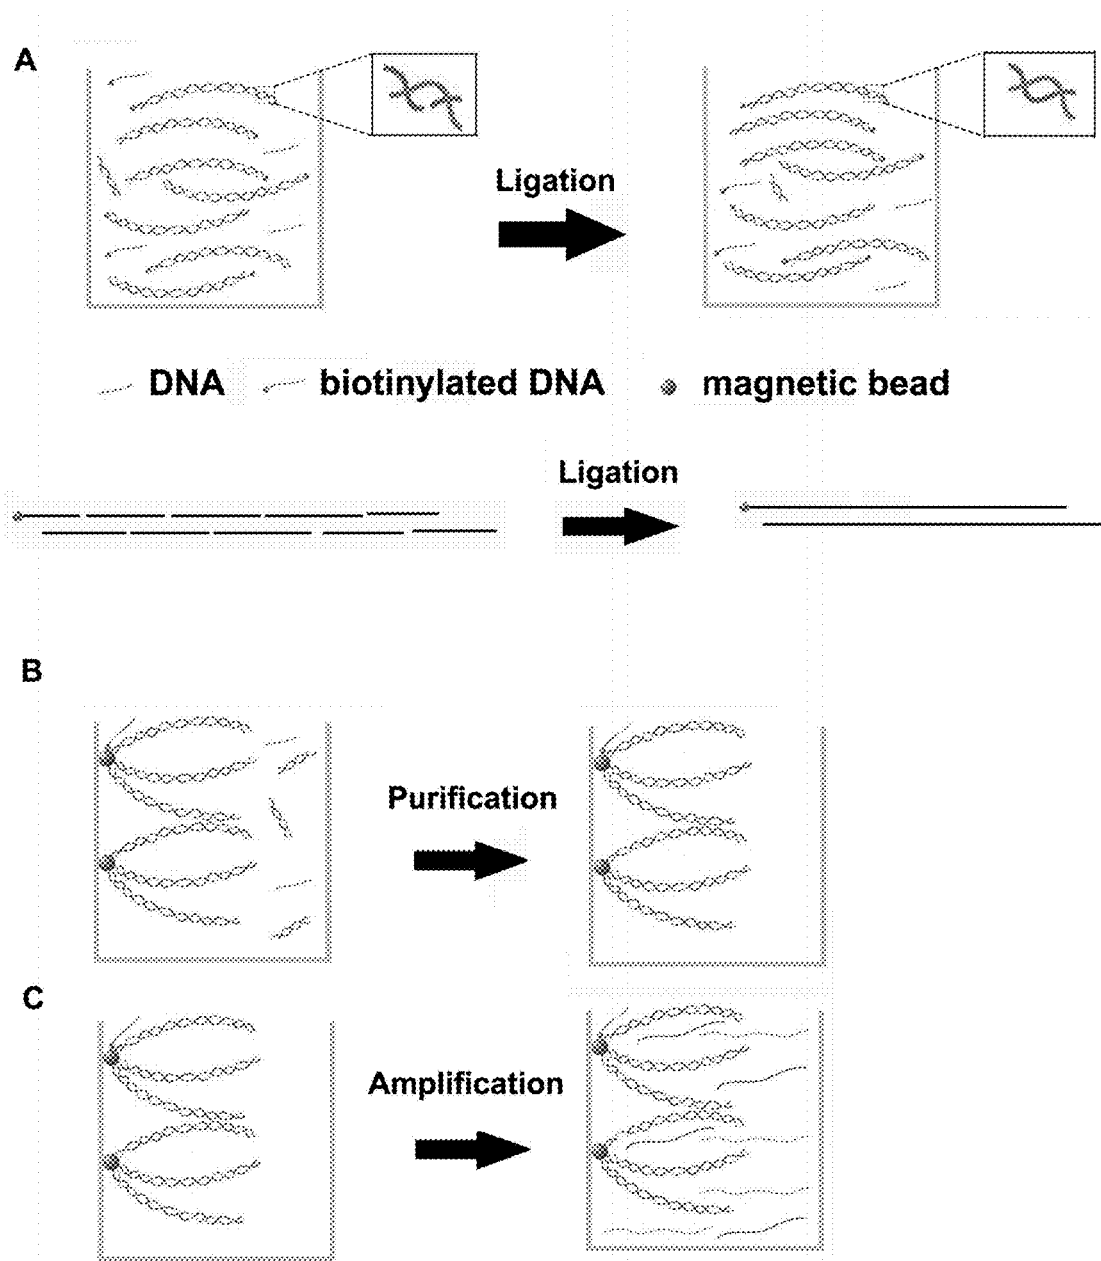 A
Ligation
DNA
biotinylated DNA
magnetic bead
Ligation
B
Purification
C
Amplification